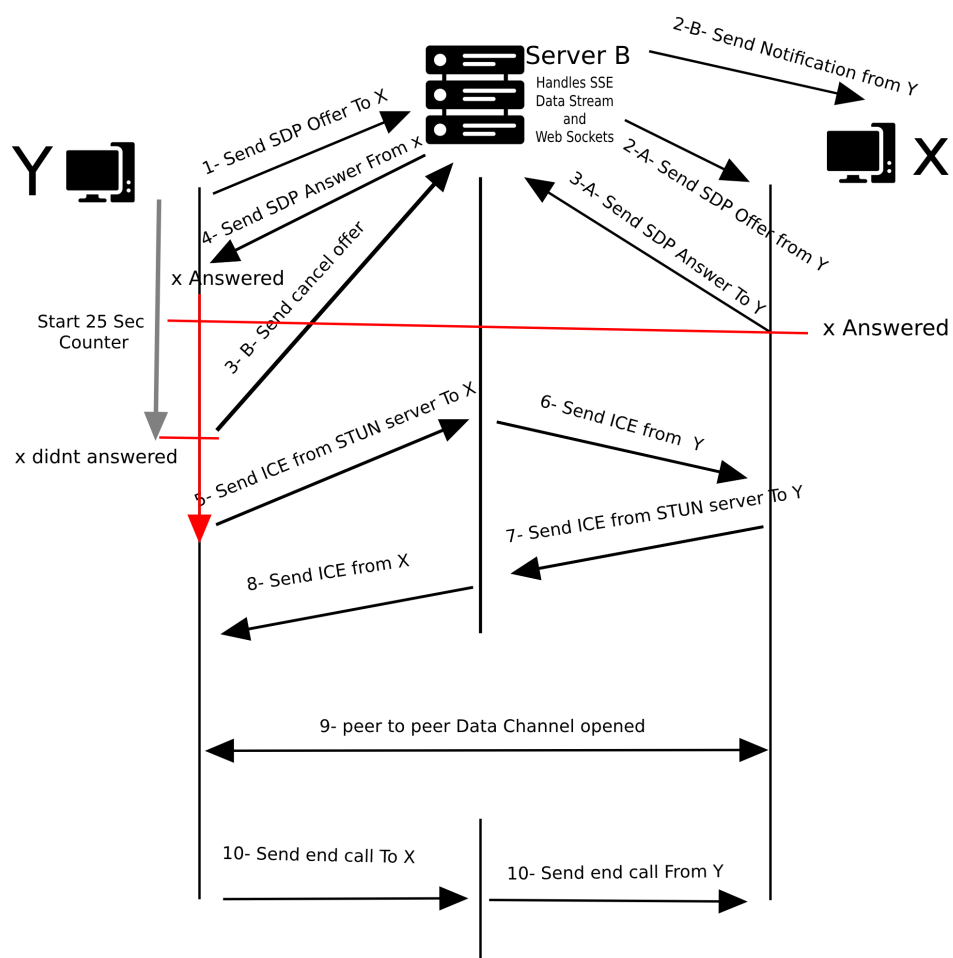 2-B- Send Notification from Y
Server B
Handles SSE
Data Stream
and
Web Sockets
Y
X
1- Send SDP Offer To X
2-A- Send SDP Offer from Y
4- Send SDP Answer From x
3-A- Send SDP Answer To Y
x Answered
3- B- Send cancel offer
Start 25 Sec
Counter
x Answered
x didnt answered
5- Send ICE from STUN server To X
6- Send ICE from  Y
7- Send ICE from STUN server To Y
8- Send ICE from X
9- peer to peer Data Channel opened
10- Send end call To X
10- Send end call From Y